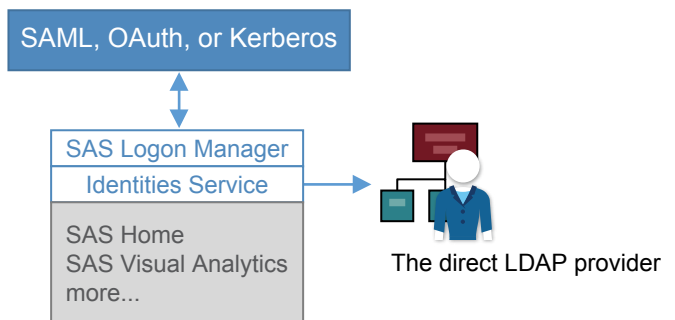 SAML, OAuth, or Kerberos
SAS Logon Manager
Identities Service
SAS Home
SAS Visual Analytics
more...
The direct LDAP provider